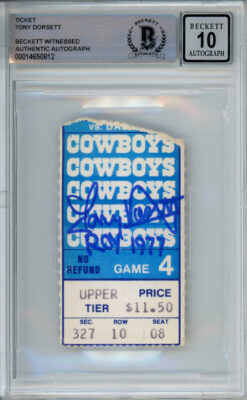 TICKET
TONY DORSETT
BECKETT WITNESSED
AUTHENTIC AUTOGRAPH
00014650812
BECKETT
10
AUTOGRAPH
VS. DA
COWBOYS
COWBOYS
COWBOYS
COWBOYS
COWBOYS
COWBOYS
Tony Dorsett
ROY 1977
NO
REFUND
GAME 4
UPPER
TIER
PRICE
$11.50
SEC. ROW SEAT
327 10 08